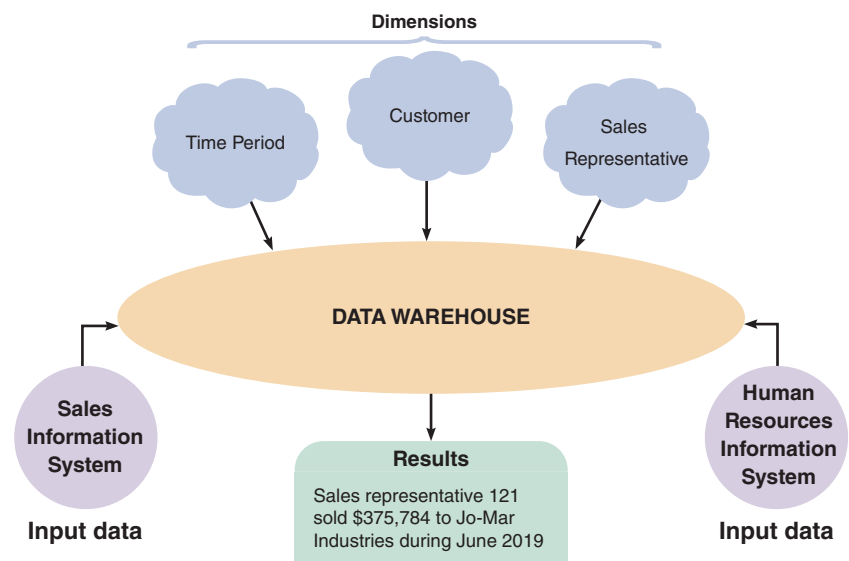 Dimensions
Time Period
Customer
Sales
Representative
DATA WAREHOUSE
Sales
Information
System
Input data
Results
Sales representative 121
sold $375,784 to Jo-Mar
Industries during June 2019
Human
Resources
Information
System
Input data